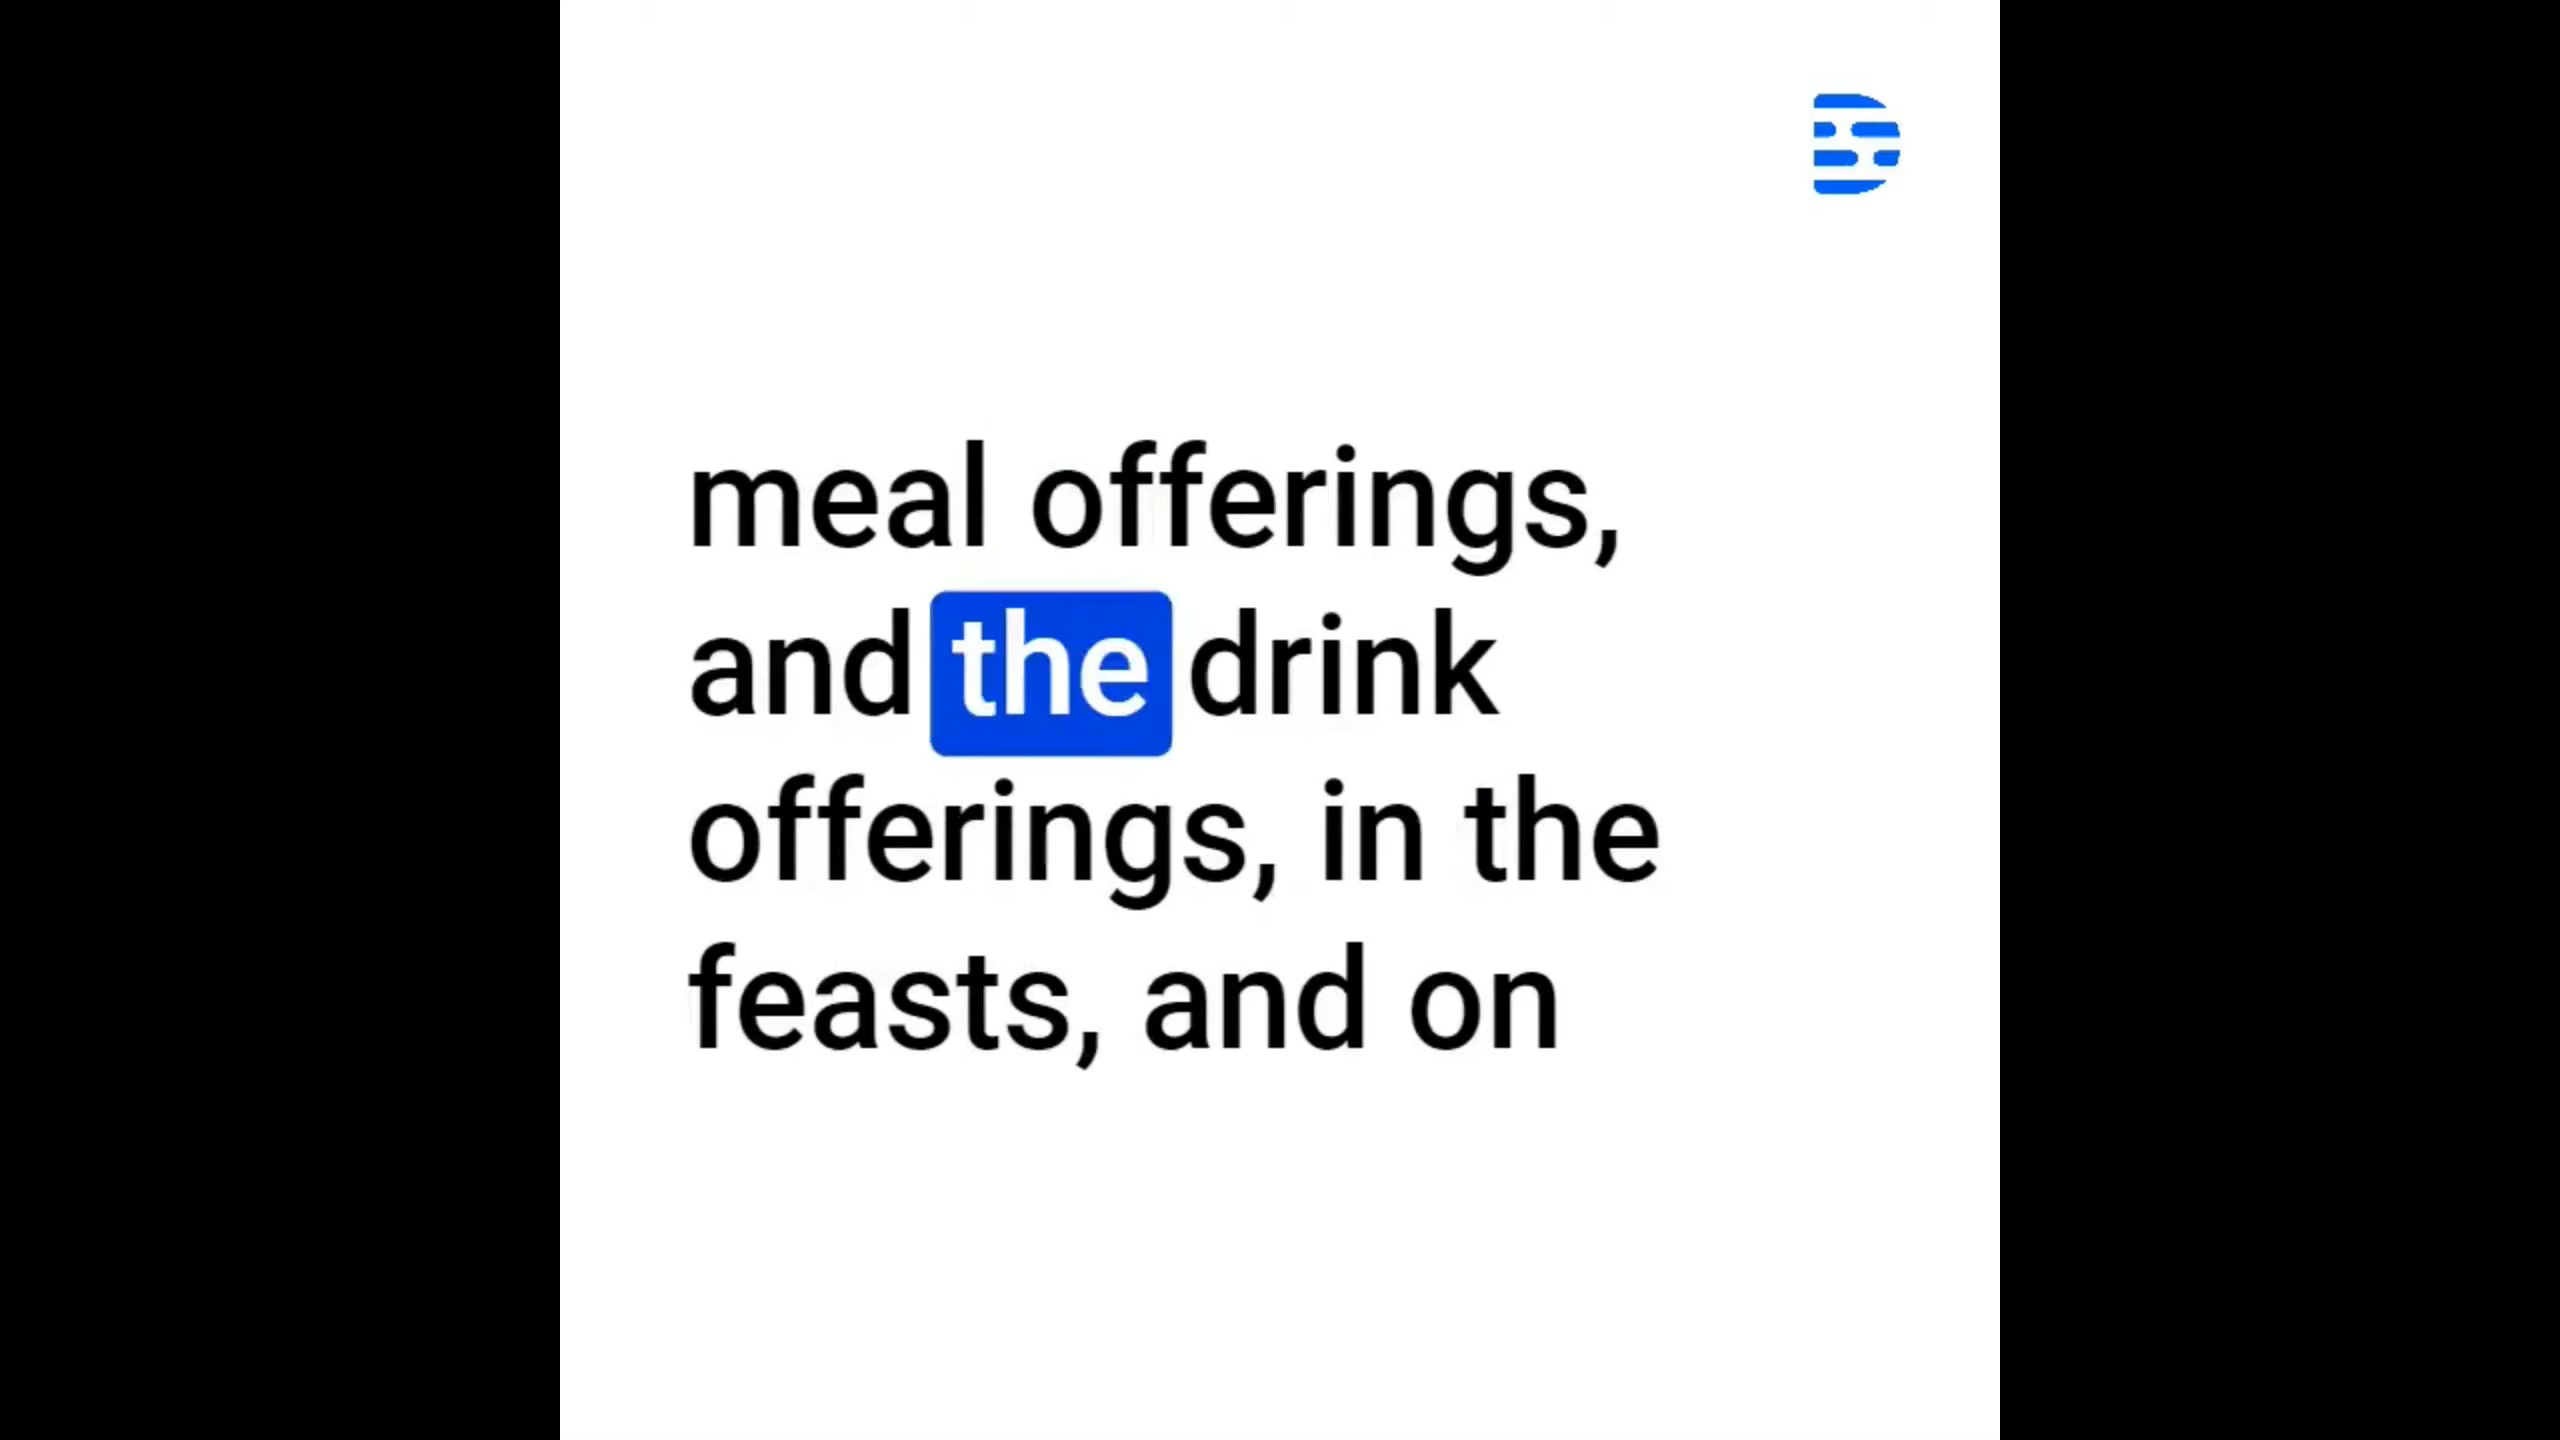 meal offerings,
and the drink
offerings, in the
feasts, and on